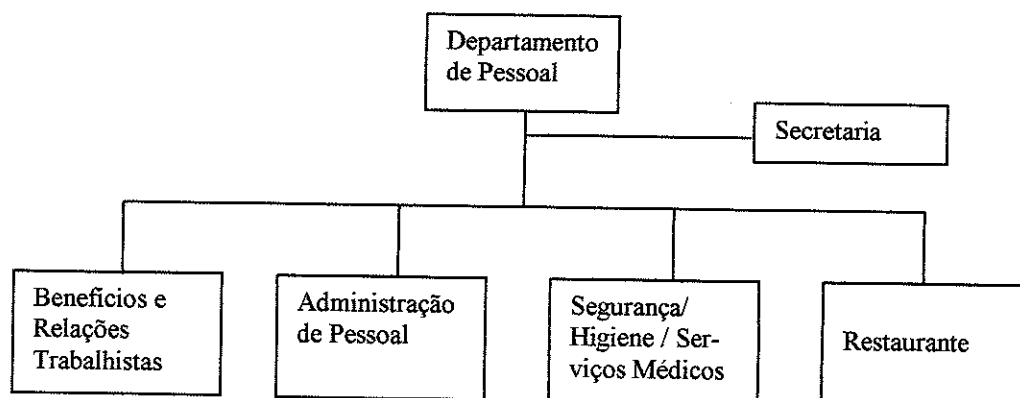 Departamento
de Pessoal
Secretaria
Benefícios e
Relações
Trabalhistas
Administração
de Pessoal
Segurança/
Higiene / Ser-
viços Médicos
Restaurante